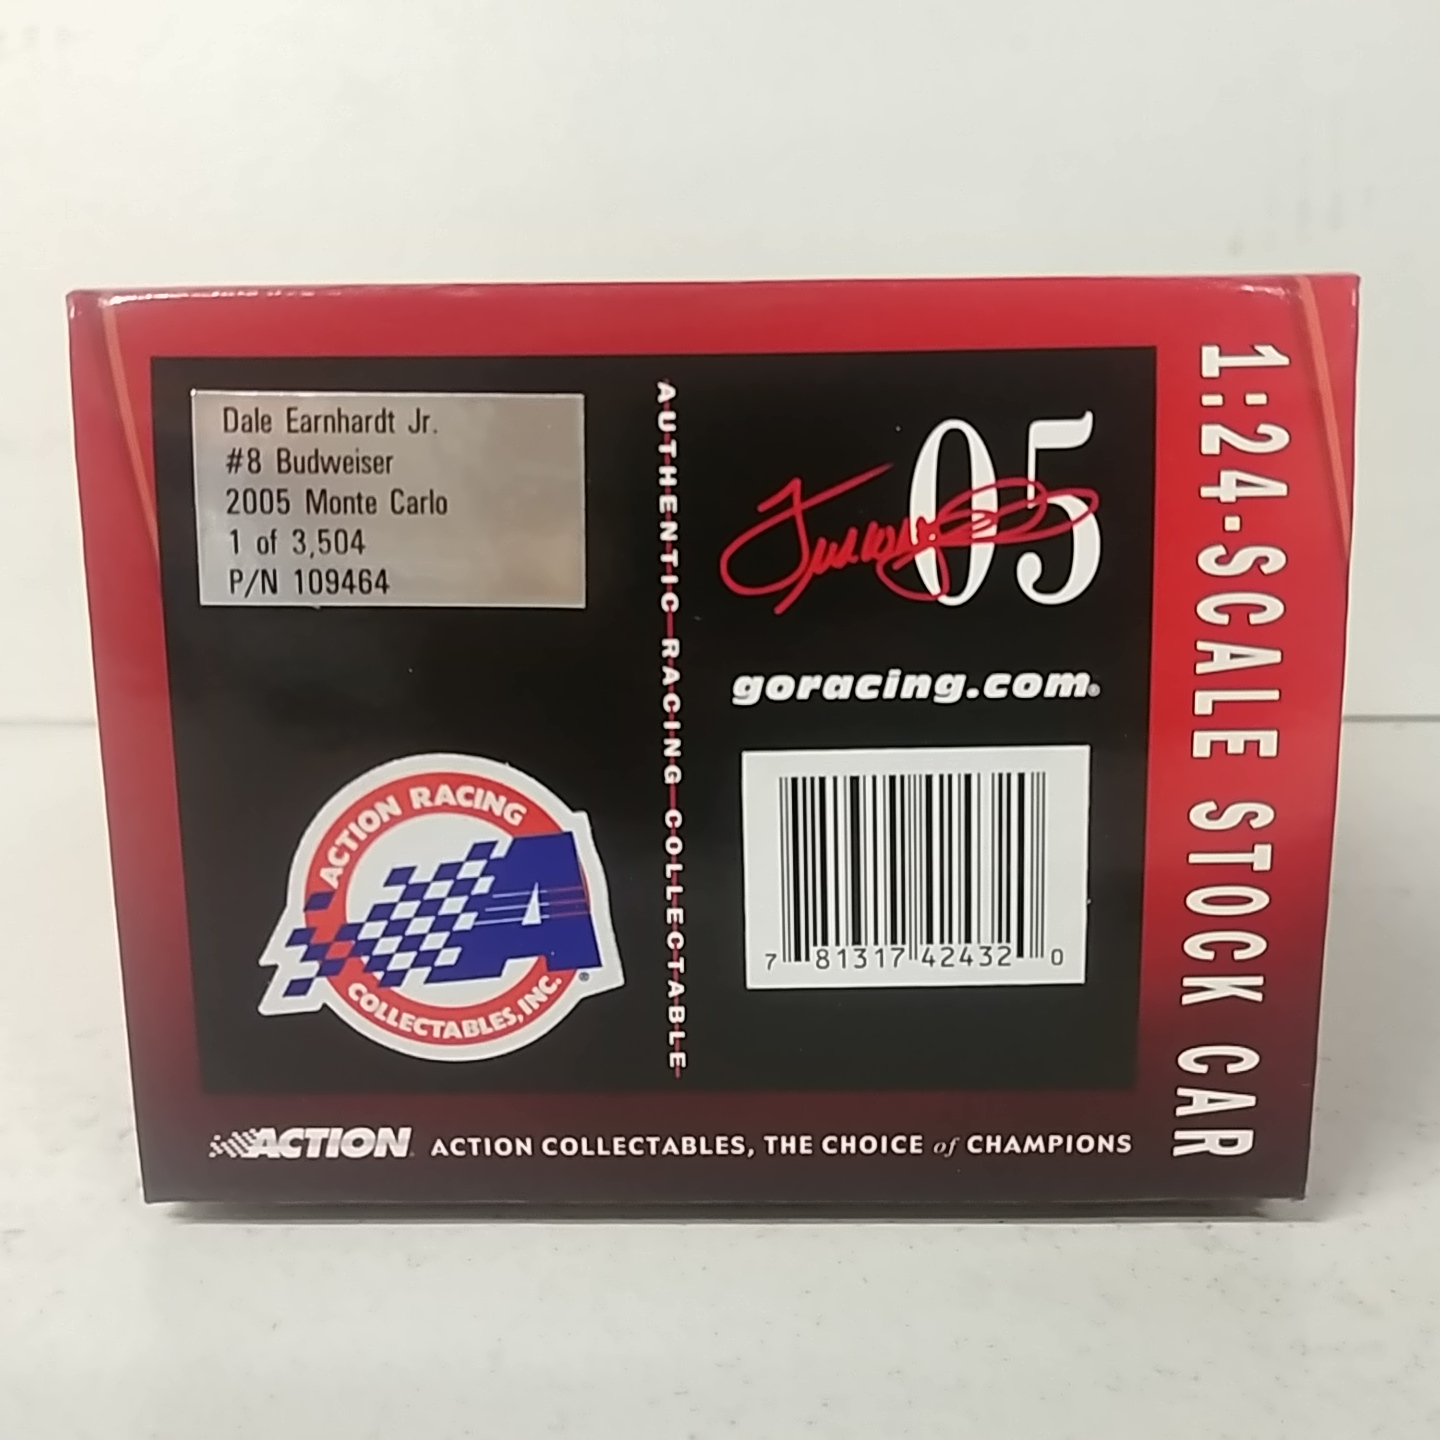 Dale Earnhardt Jr.
#8 Budweiser
2005 Monte Carlo
1 of 3,504
P/N 109464
AUTHENTIC RACING COLLECTABLE
05
goracing.com®
7 81317 42432 0
ACTION RACING
A
COLLECTABLES, INC.
®
1:24-SCALE STOCK CAR
ACTION
ACTION COLLECTABLES, THE CHOICE of CHAMPIONS